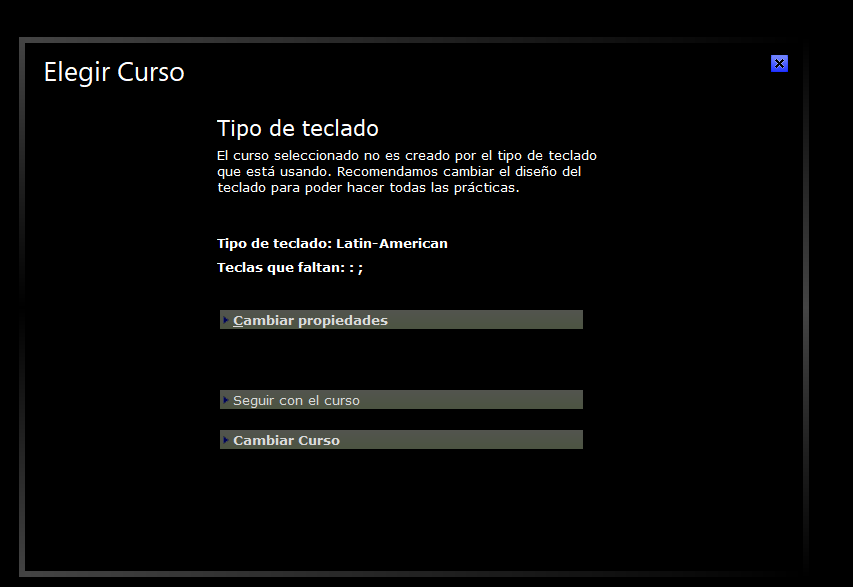 Elegir Curso
Tipo de teclado
El curso seleccionado no es creado por el tipo de teclado
que está usando. Recomendamos cambiar el diseño del
teclado para poder hacer todas las prácticas.
Tipo de teclado: Latin-American
Teclas que faltan: : ;
Cambiar propiedades
Seguir con el curso
Cambiar Curso